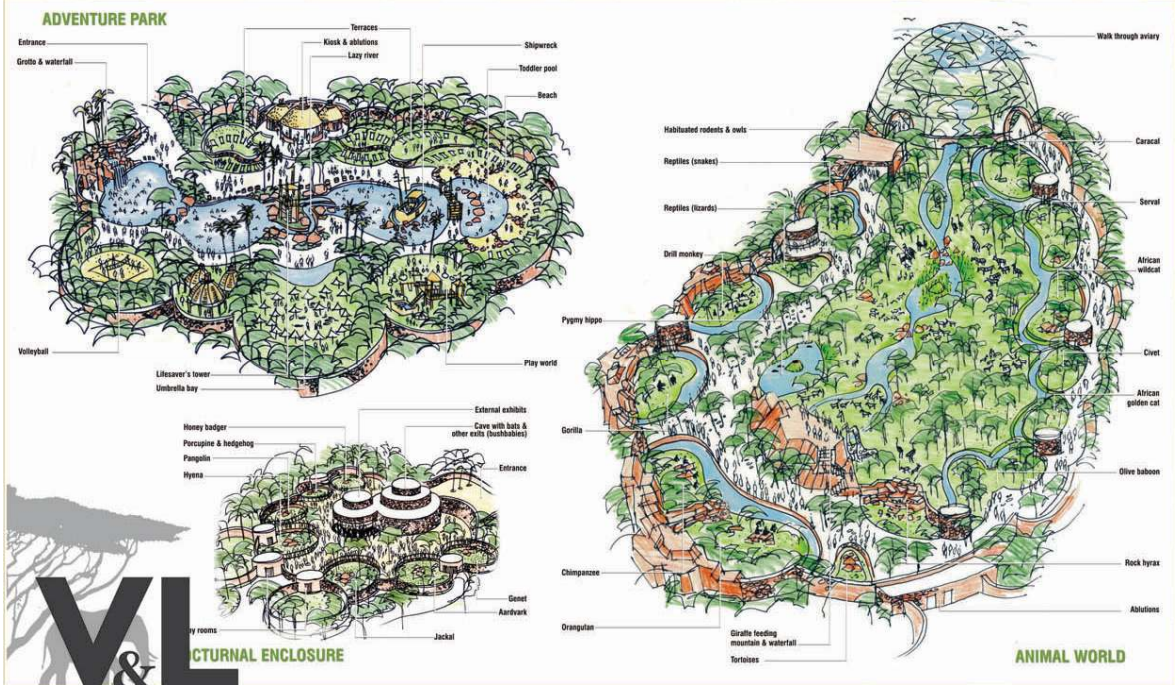 ADVENTURE PARK
Entrance
Grotto & waterfall
Terraces
Kiosk & ablutions
Lazy river
Shipwreck
Toddler pool
Beach
Volleyball
Lifesaver's tower
Umbrella bay
Play world
Honey badger
Porcupine & hedgehog
Pangolin
Hyena
External exhibits
Cave with bats &
other exits (bushbabies)
Entrance
Genet
Aardvark
Jackal
rooms
V&L
OCTURNAL ENCLOSURE
Walk through aviary
Habituated rodents & owls
Reptiles (snakes)
Reptiles (lizards)
Drill monkey
Pygmy hippo
Gorilla
Chimpanzee
Orangutan
Giraffe feeding
mountain & waterfall
Tortoises
Caracal
Serval
African
wildcat
Civet
African
golden cat
Olive baboon
Rock hyrax
Ablutions
ANIMAL WORLD